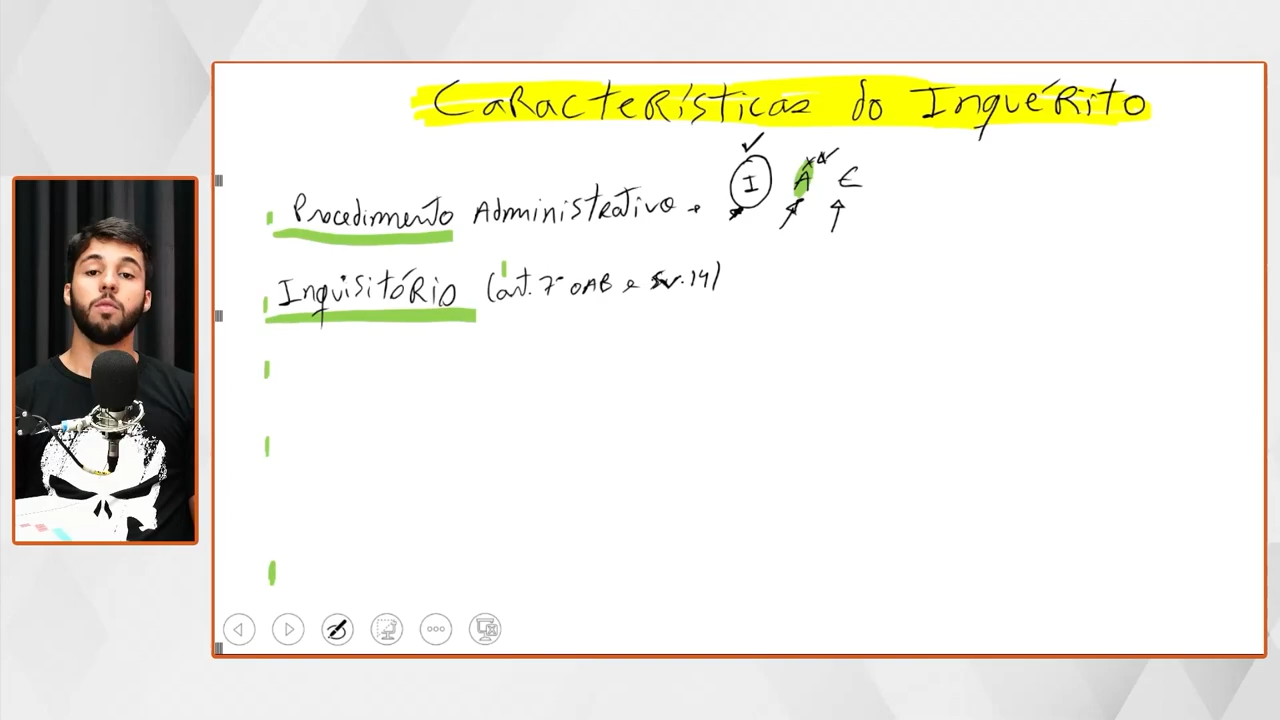 Características do Inquérito
Procedimento Administrativo. I A E
Inquisitório (art. 7º OAB e Sv. 14)